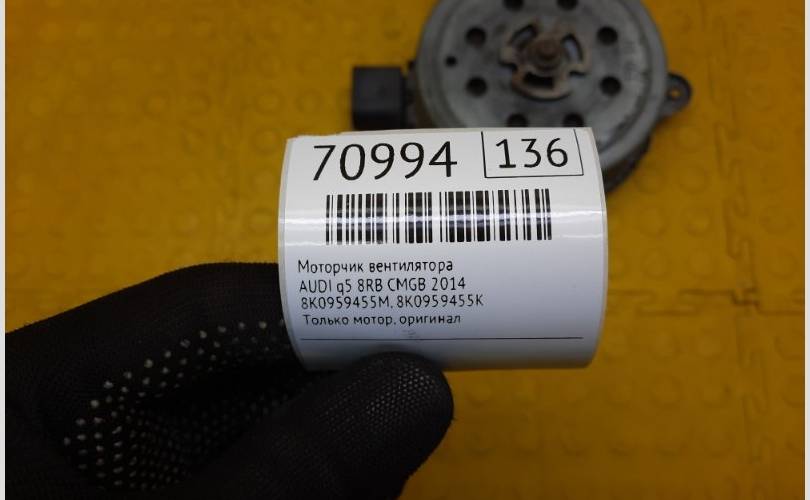 70994 136
Моторчик вентилятора
AUDI q5 8RB CMGB 2014
8K0959455M, 8K0959455K
Только мотор, оригинал